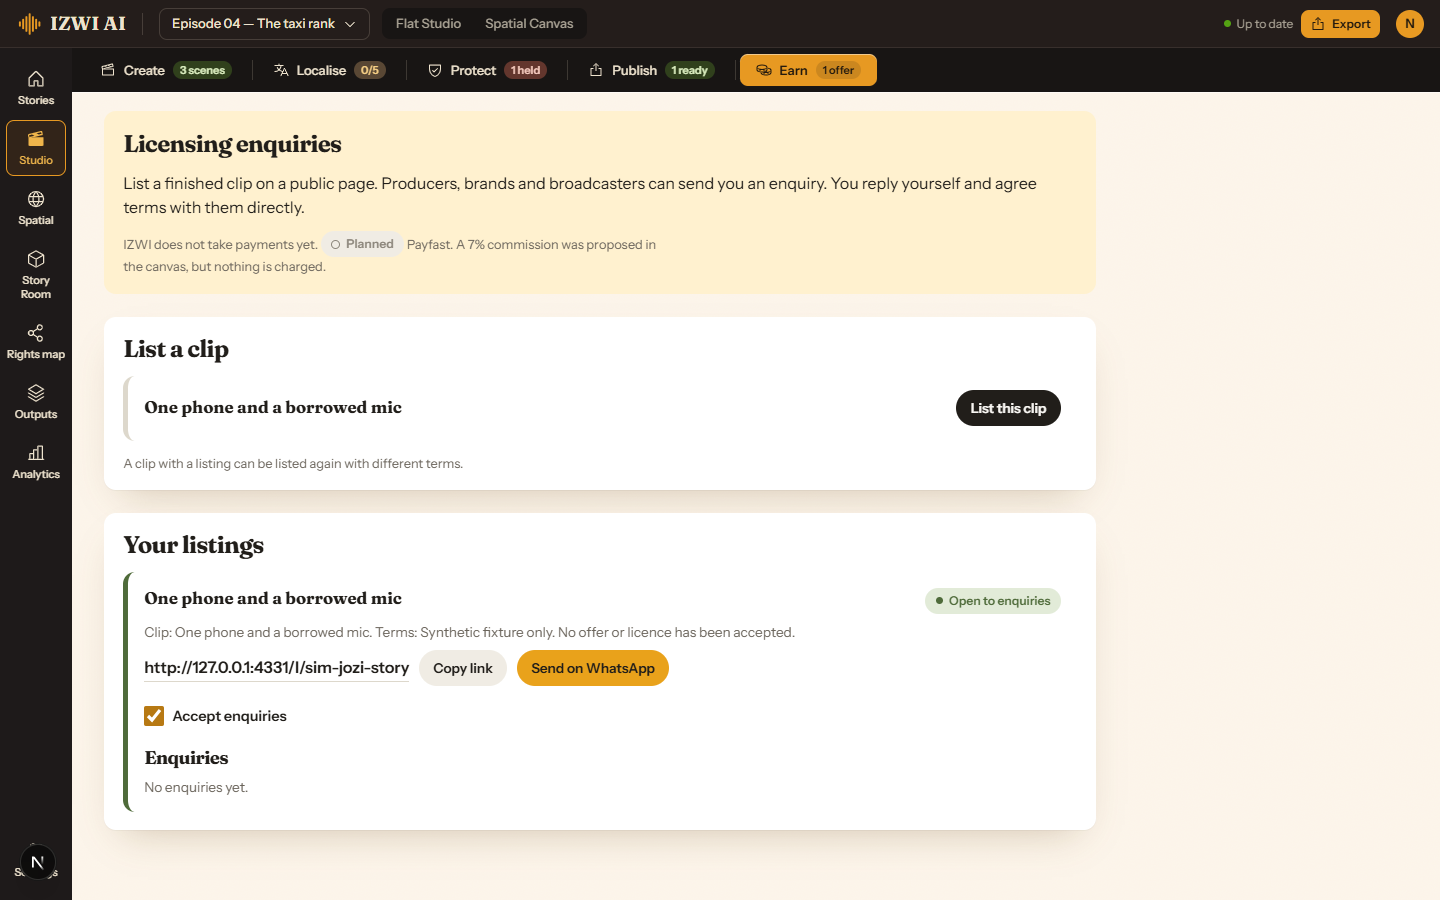 IZWI AI
Episode 04 — The taxi rank
Flat Studio
Spatial Canvas
Up to date
Export
N
Create 3 scenes
Localise 0/5
Protect 1 held
Publish 1 ready
Earn 1 offer
Stories
Studio
Spatial
Story
Room
Rights map
Outputs
Analytics
N
Licensing enquiries
List a finished clip on a public page. Producers, brands and broadcasters can send you an enquiry. You reply yourself and agree
terms with them directly.
IZWI does not take payments yet. Planned Payfast. A 7% commission was proposed in
the canvas, but nothing is charged.
List a clip
One phone and a borrowed mic
List this clip
A clip with a listing can be listed again with different terms.
Your listings
One phone and a borrowed mic
Open to enquiries
Clip: One phone and a borrowed mic. Terms: Synthetic fixture only. No offer or licence has been accepted.
http://127.0.0.1:4331/l/sim-jozi-story
Copy link
Send on WhatsApp
Accept enquiries
Enquiries
No enquiries yet.